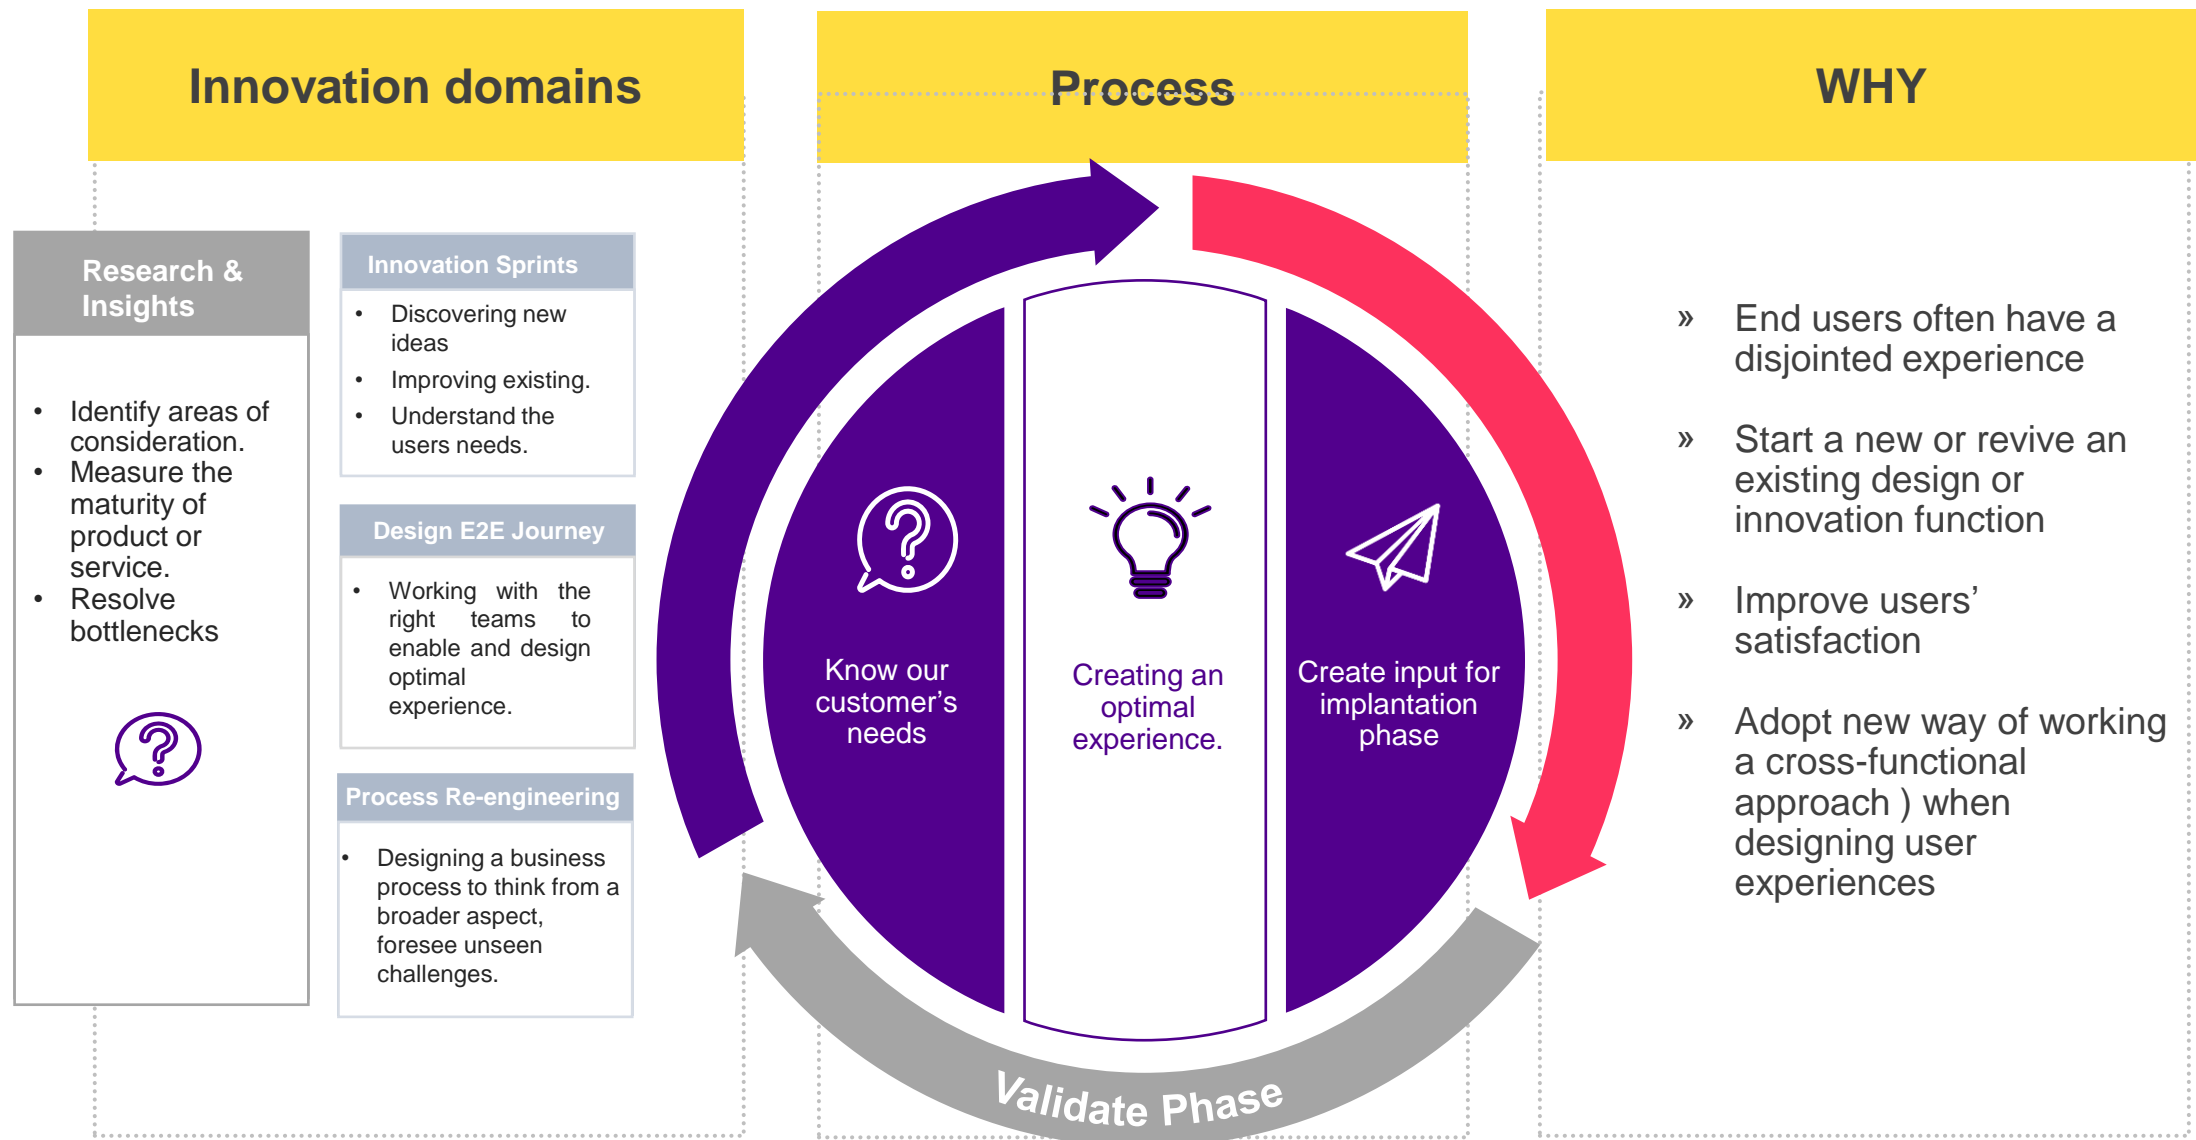 Innovation domains
Research &
Insights
• Identify areas of
consideration.
• Measure the
maturity of
product or
service.
• Resolve
bottlenecks
Innovation Sprints
• Discovering new
ideas
• Improving existing.
• Understand the
users needs.
Design E2E Journey
• Working with the
right teams to
enable and design
optimal
experience.
Process Re-engineering
• Designing a business
process to think from a
broader aspect,
foresee unseen
challenges.
Process
Know our
customer’s
needs
Creating an
optimal
experience.
Create input for
implantation
phase
Validate Phase
WHY
» End users often have a
disjointed experience
» Start a new or revive an
existing design or
innovation function
» Improve users’
satisfaction
» Adopt new way of working
a cross-functional
approach ) when
designing user
experiences